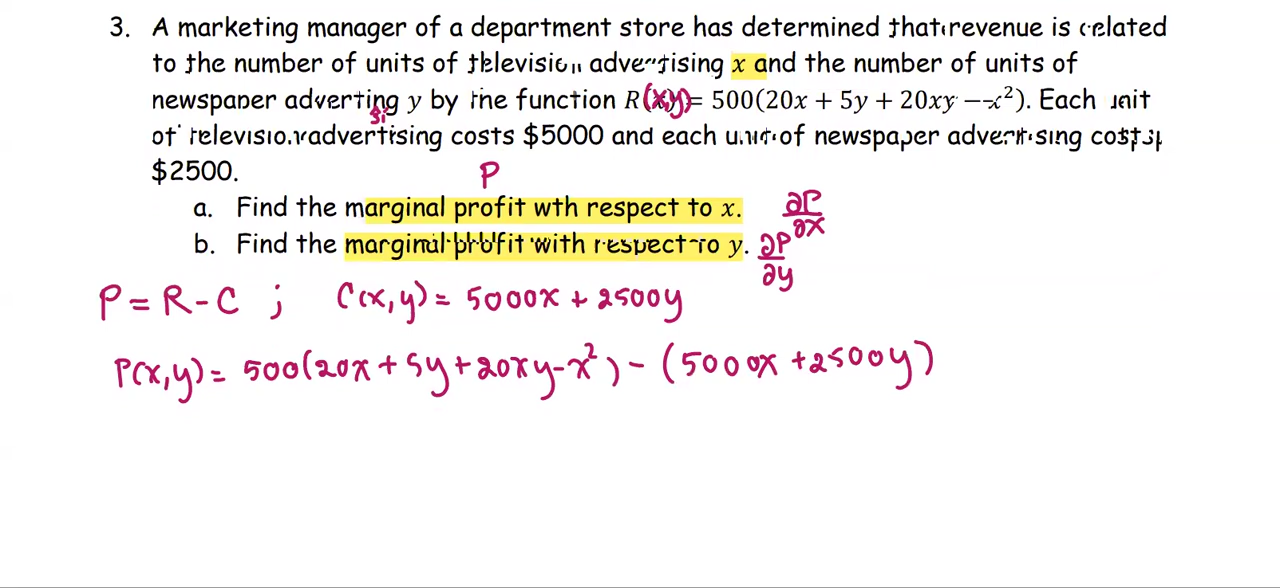 3. A marketing manager of a department store has determined that revenue is related
to the number of units of television advertising x and the number of units of
newspaper adverting y by the function R(x,y) = 500(20x + 5y + 20xy − x²). Each unit
si
of television advertising costs $5000 and each unit of newspaper advertising costs
$2500.
P
a. Find the marginal profit wth respect to x. ∂P/∂x
b. Find the marginal profit with respect to y. ∂P/∂y
P = R - C ; C(x,y) = 5000x + 2500y
P(x,y) = 500(20x + 5y + 20xy - x²) - (5000x + 2500y)